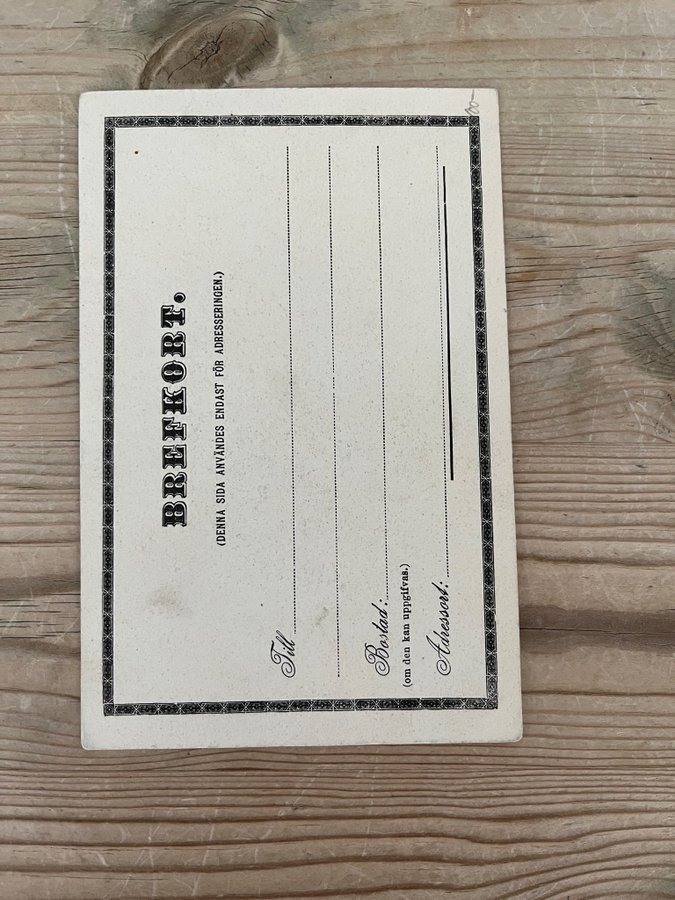 BREFKORT.
(DENNA SIDA ANVÄNDES ENDAST FÖR ADRESSERINGEN.)
Till
Bostad:
(om den kan uppgifvas.)
Adressort: